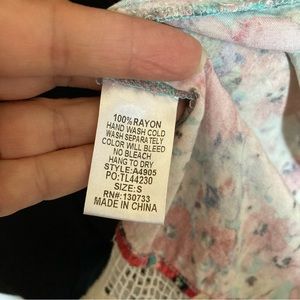 100% RAYON
HAND WASH COLD
WASH SEPARATELY
COLOR WILL BLEED
NO BLEACH
HANG TO DRY
STYLE:A4905
PO:TL44230
SIZE:S
RN#:130733
MADE IN CHINA